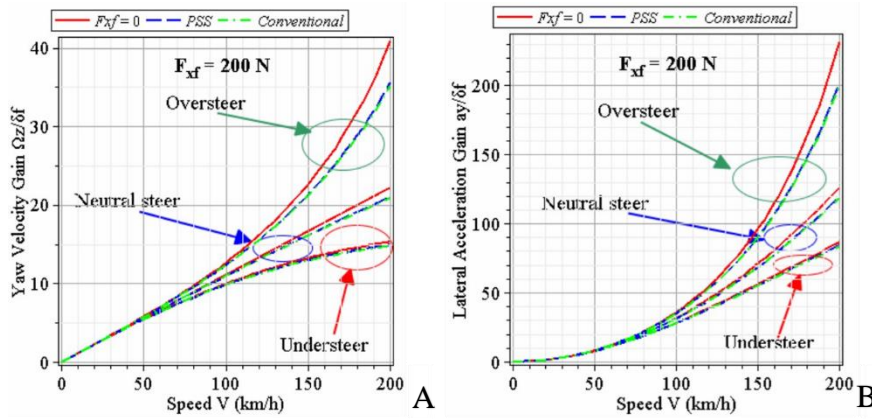 Fxf = 0 PSS Conventional
Yaw Velocity Gain Ωz/δf
40
30
20
10
0
F_xf = 200 N
Oversteer
Neutral steer
Understeer
0 50 100 150 200
Speed V (km/h)
A
Fxf = 0 PSS Conventional
Lateral Acceleration Gain ay/δf
200
150
100
50
0
F_xf = 200 N
Oversteer
Neutral steer
Understeer
0 50 100 150 200
Speed V (km/h)
B